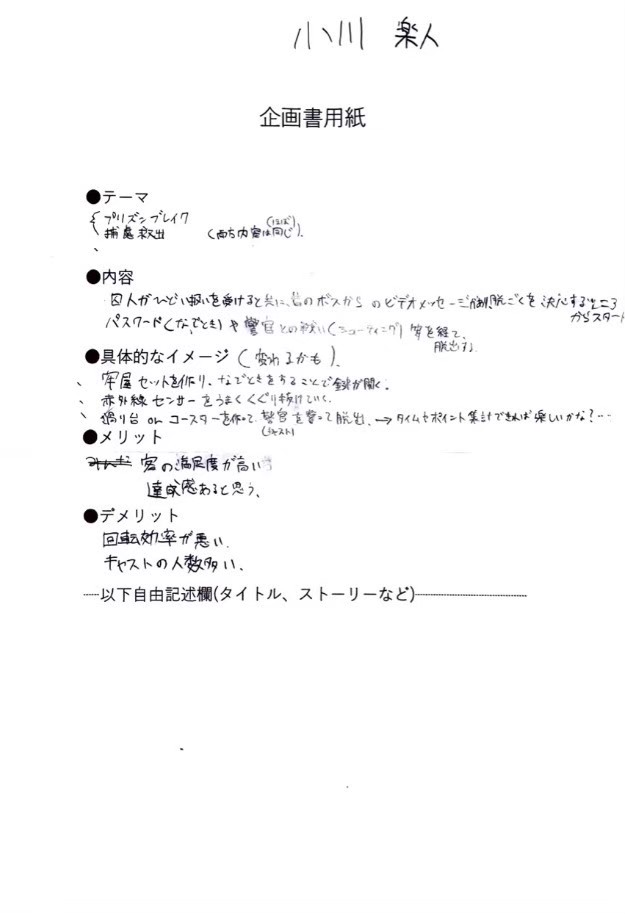 小川 楽人
企画書用紙
●テーマ
プリズンブレイク
捕虜救出 (両方内容は(ほぼ)同じ).
●内容
囚人がひどい扱いを受けると共に、昔のボスからのビデオメッセージで脱ごくを決心するところからスタート
パスワード(なぞとき)や警官との戦い(シューティング)等を経て、脱出する.
●具体的なイメージ(変わるかも).
、牢屋セットを作り、なぞときをすることで金錠が開く.
、赤外線センサーをうまくくぐり抜けていく.
、滑り台 or コースターを作って、警官(キャスト)を襲って脱出. →タイムやポイント集計できれば楽しいかな?…
●メリット
客の満足度が高い
達成感あると思う.
●デメリット
回転効率が悪い.
キャストの人数多い.
以下自由記述欄(タイトル、ストーリーなど)